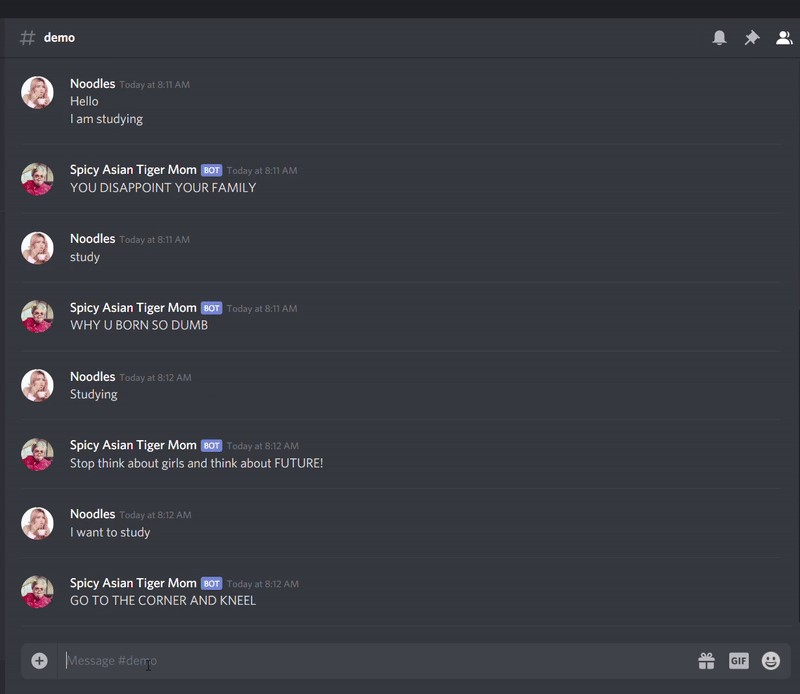 demo
Noodles Today at 8:11 AM
Hello
I am studying
Spicy Asian Tiger Mom BOT Today at 8:11 AM
YOU DISAPPOINT YOUR FAMILY
Noodles Today at 8:11 AM
study
Spicy Asian Tiger Mom BOT Today at 8:11 AM
WHY U BORN SO DUMB
Noodles Today at 8:12 AM
Studying
Spicy Asian Tiger Mom BOT Today at 8:12 AM
Stop think about girls and think about FUTURE!
Noodles Today at 8:12 AM
I want to study
Spicy Asian Tiger Mom BOT Today at 8:12 AM
GO TO THE CORNER AND KNEEL
Message #demo GIF